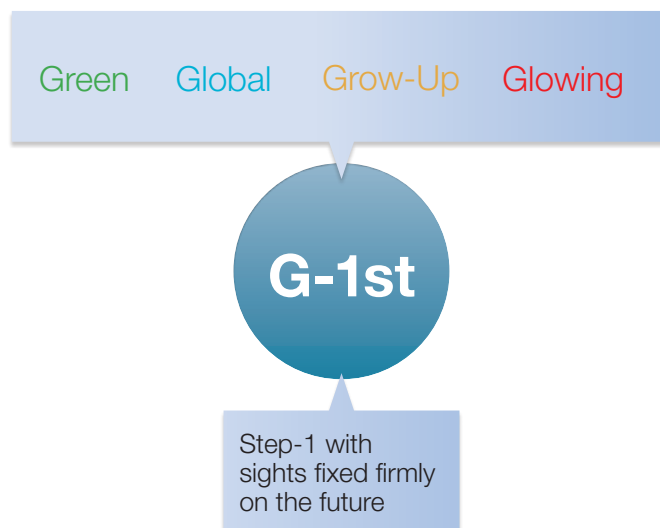 Green Global Grow-Up Glowing
G-1st
Step-1 with
sights fixed firmly
on the future